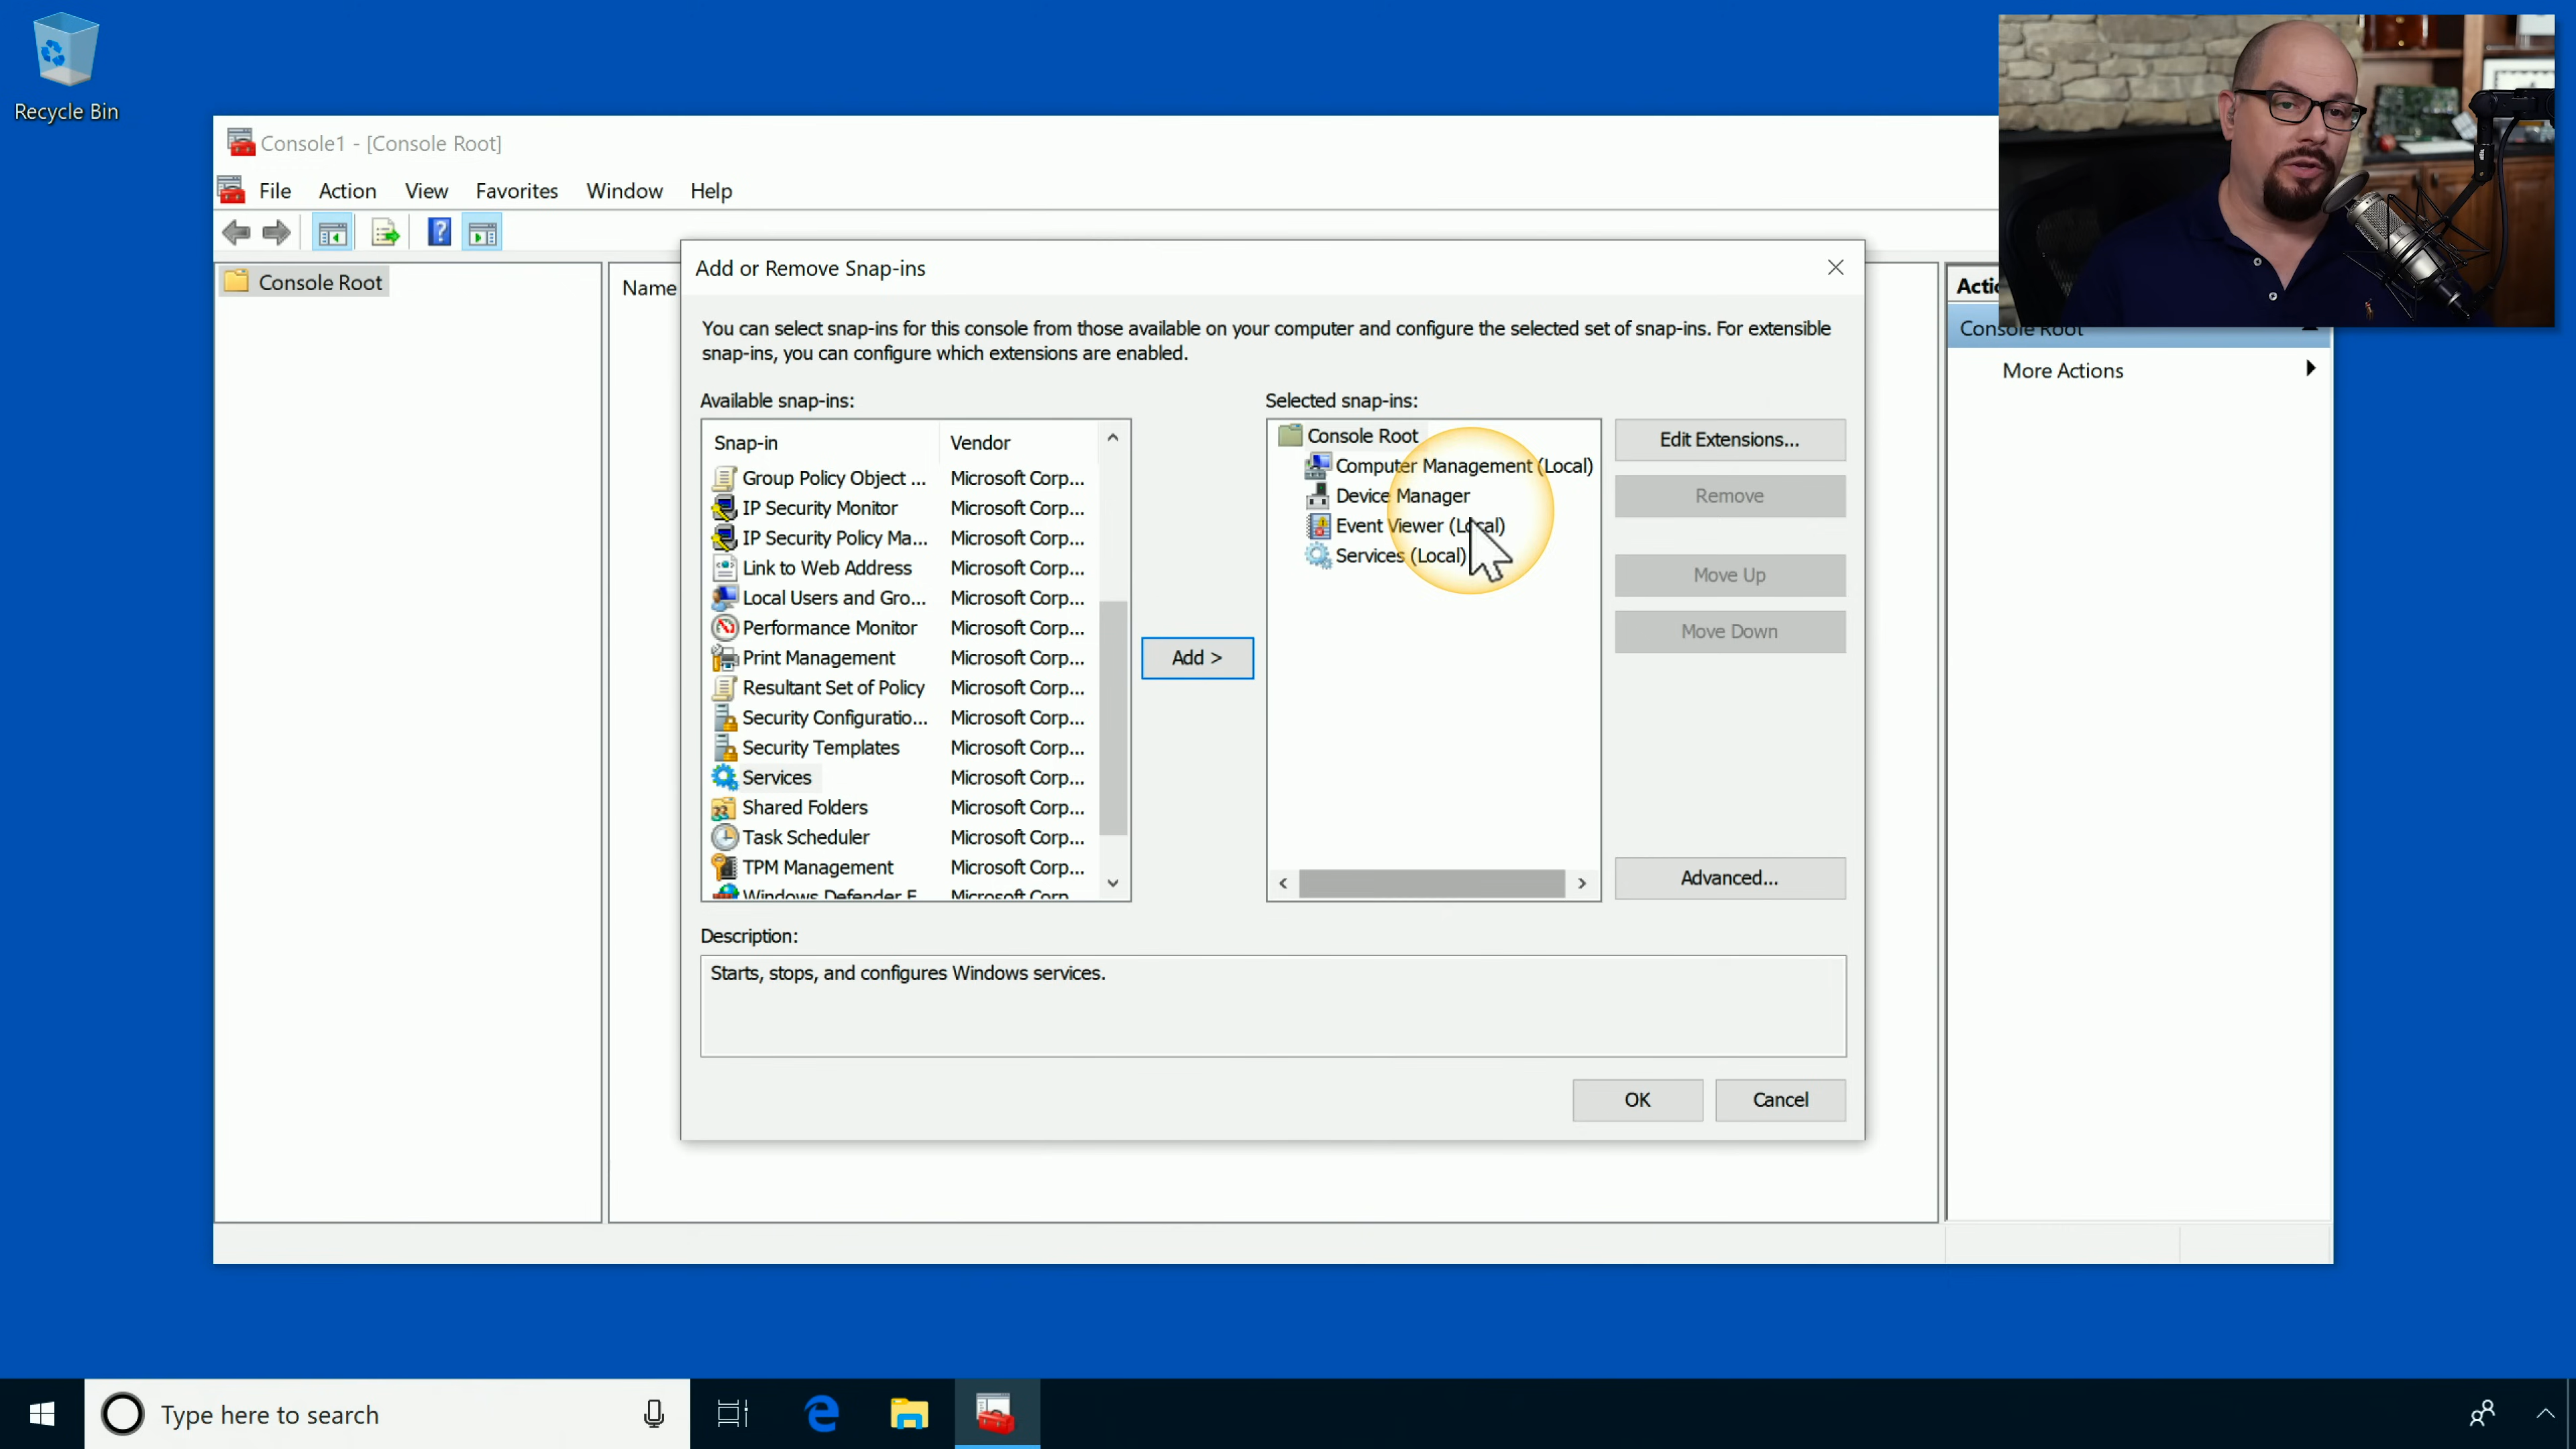 Recycle Bin
Console1 - [Console Root]
File Action View Favorites Window Help
Console Root
Name
Add or Remove Snap-ins
You can select snap-ins for this console from those available on your computer and configure the selected set of snap-ins. For extensible
snap-ins, you can configure which extensions are enabled.
Available snap-ins:
Snap-in Vendor
Group Policy Object ... Microsoft Corp...
IP Security Monitor Microsoft Corp...
IP Security Policy Ma... Microsoft Corp...
Link to Web Address Microsoft Corp...
Local Users and Gro... Microsoft Corp...
Performance Monitor Microsoft Corp...
Print Management Microsoft Corp...
Resultant Set of Policy Microsoft Corp...
Security Configuratio... Microsoft Corp...
Security Templates Microsoft Corp...
Services Microsoft Corp...
Shared Folders Microsoft Corp...
Task Scheduler Microsoft Corp...
TPM Management Microsoft Corp...
Windows Defender F Microsoft Corp
Add >
Selected snap-ins:
Console Root
Computer Management (Local)
Device Manager
Event Viewer (Local)
Services (Local)
Edit Extensions...
Remove
Move Up
Move Down
Advanced...
Description:
Starts, stops, and configures Windows services.
OK Cancel
Actio
Console Root
More Actions
Type here to search